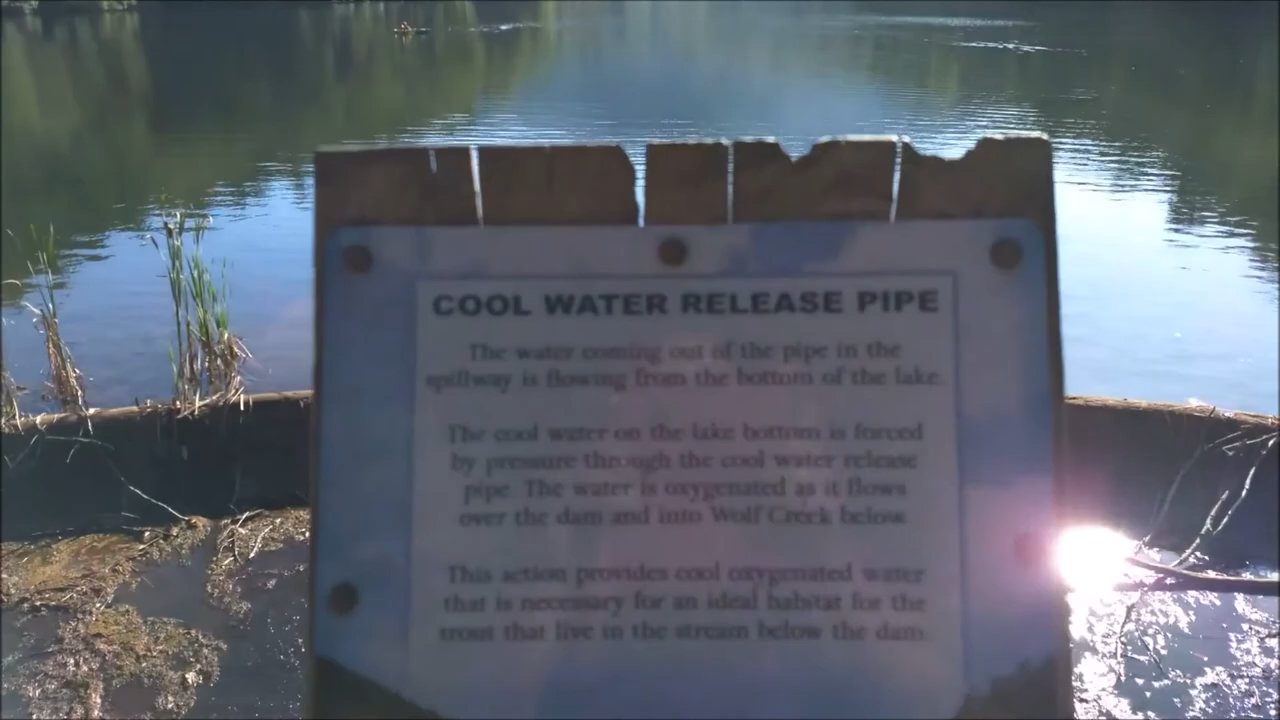 COOL WATER RELEASE PIPE
The water coming out of the pipe in the
spillway is flowing from the bottom of the lake.
The cool water on the lake bottom is forced
by pressure through the cool water release
pipe. The water is oxygenated as it flows
over the dam and into Wolf Creek below.
This action provides cool oxygenated water
that is necessary for an ideal habitat for the
trout that live in the stream below the dam.